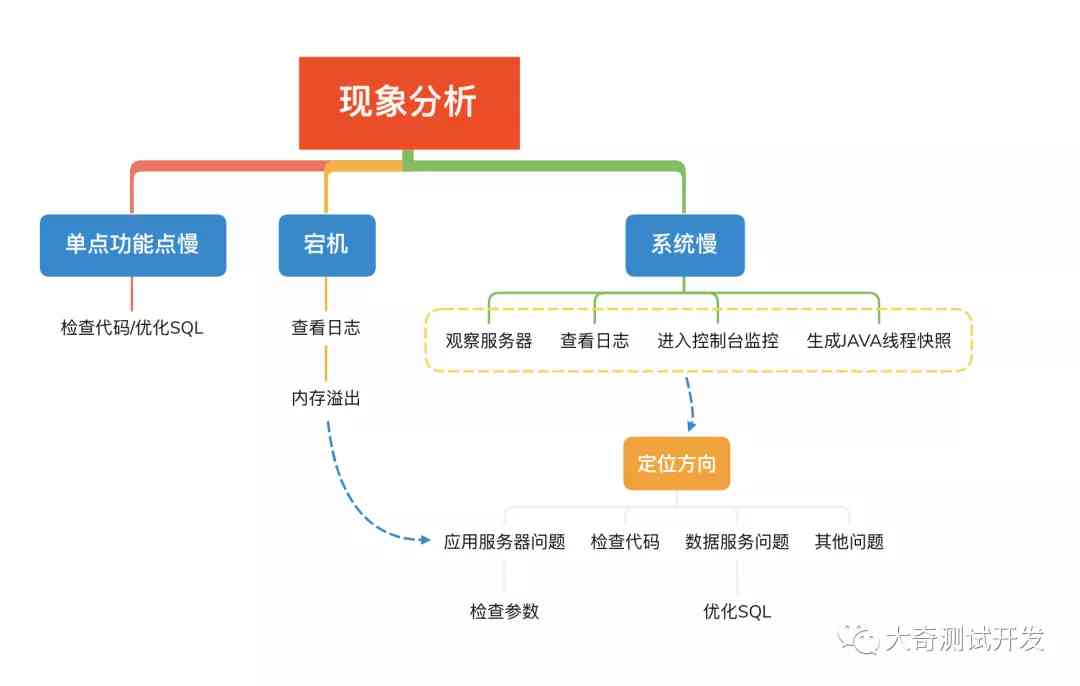 现象分析
单点功能点慢
宕机
系统慢
检查代码/优化SQL
查看日志
观察服务器
查看日志
进入控制台监控
生成JAVA线程快照
内存溢出
定位方向
应用服务器问题
检查代码
数据服务问题
其他问题
检查参数
优化SQL
大奇测试开发